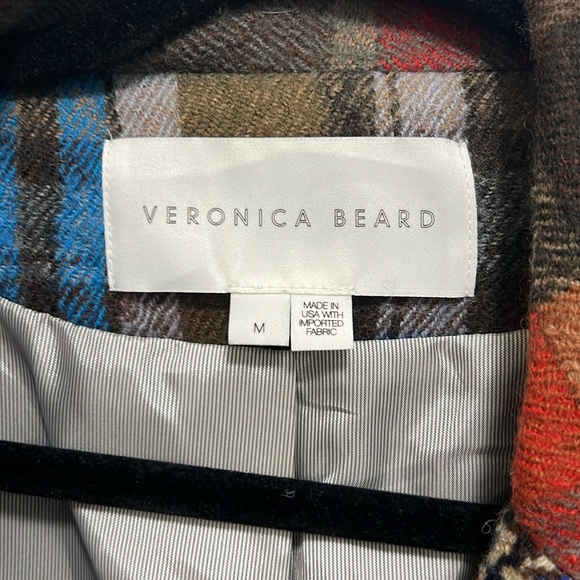 VERONICA BEARD
M
MADE IN
USA WITH
IMPORTED
FABRIC